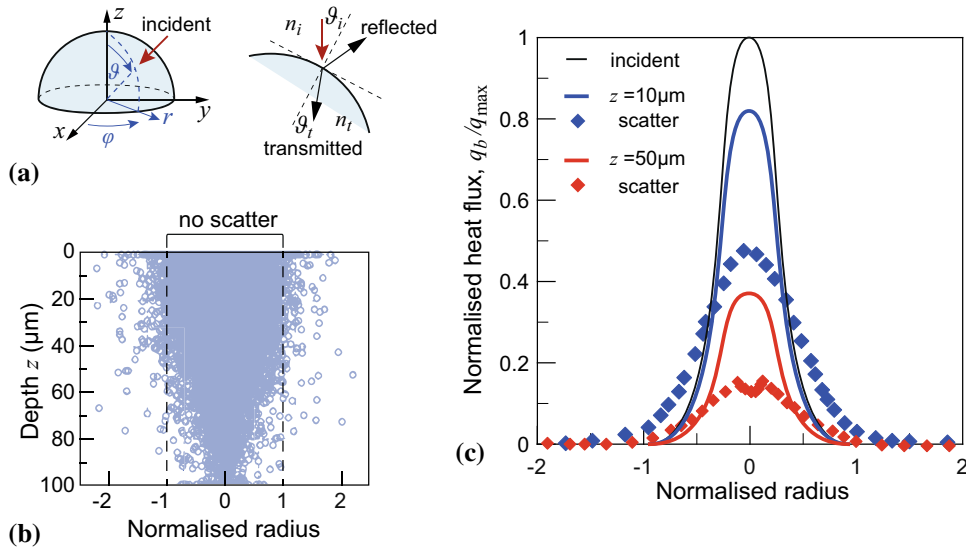 z
incident
ϑ
y
x
r
φ
n_i
ϑ_i
reflected
ϑ_t
n_t
transmitted
(a)
no scatter
0
20
40
60
80
100
Depth z (μm)
-2 -1 0 1 2
Normalised radius
(b)
1
0.8
0.6
0.4
0.2
0
Normalised heat flux, q_b/q_max
incident
z =10μm
scatter
z =50μm
scatter
-2 -1 0 1 2
Normalised radius
(c)